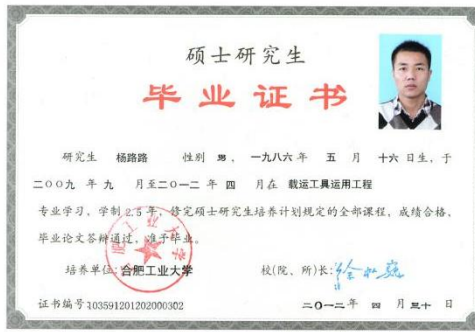 硕士研究生
毕业证书
研究生 杨路路 性别 男 ， 一九八六年 五 月 十六 日生，于
二○○九 年 九 月至二○一二 年 四 月在 载运工具运用工程
专业学习，学制 2.5 年，修完硕士研究生培养计划规定的全部课程，成绩合格，
毕业论文答辩通过，准予毕业。
培养单位：合肥工业大学 校(院、所)长：
证书编号：103591201202000302 二○一二年 四 月三十 日